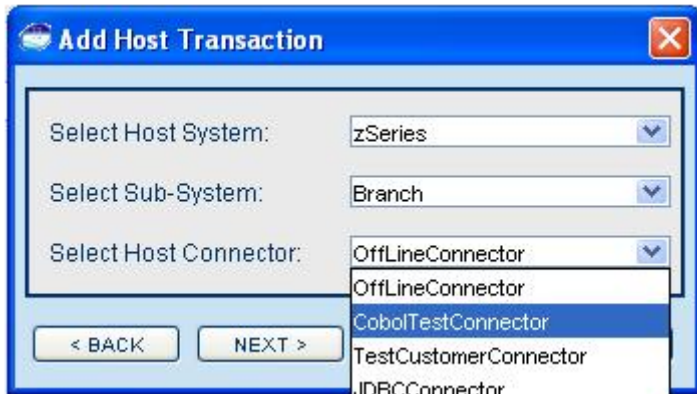 Add Host Transaction
Select Host System: zSeries
Select Sub-System: Branch
Select Host Connector: OffLineConnector
OffLineConnector
CobolTestConnector
< BACK NEXT >
TestCustomerConnector
JDBCConnector